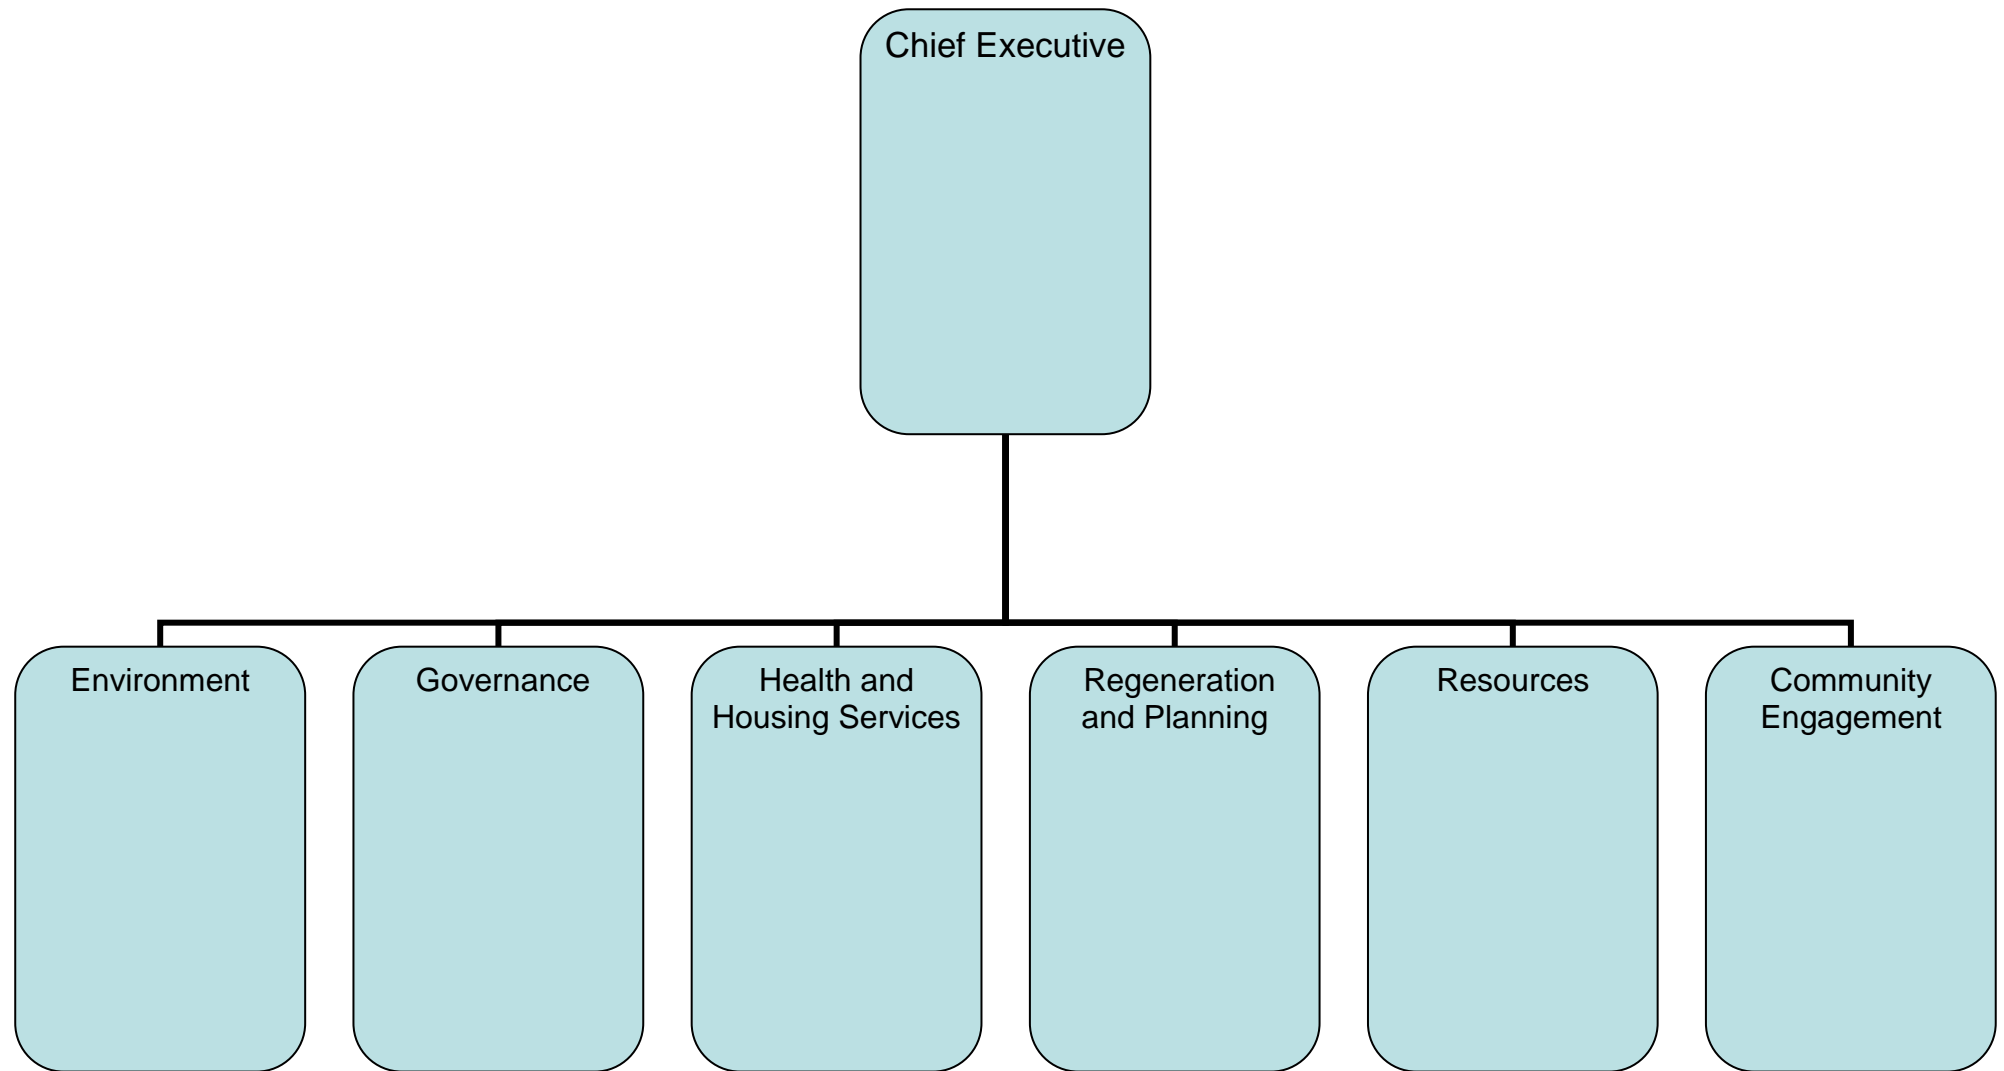 Chief Executive
Environment
Governance
Health and
Housing Services
Regeneration
and Planning
Resources
Community
Engagement